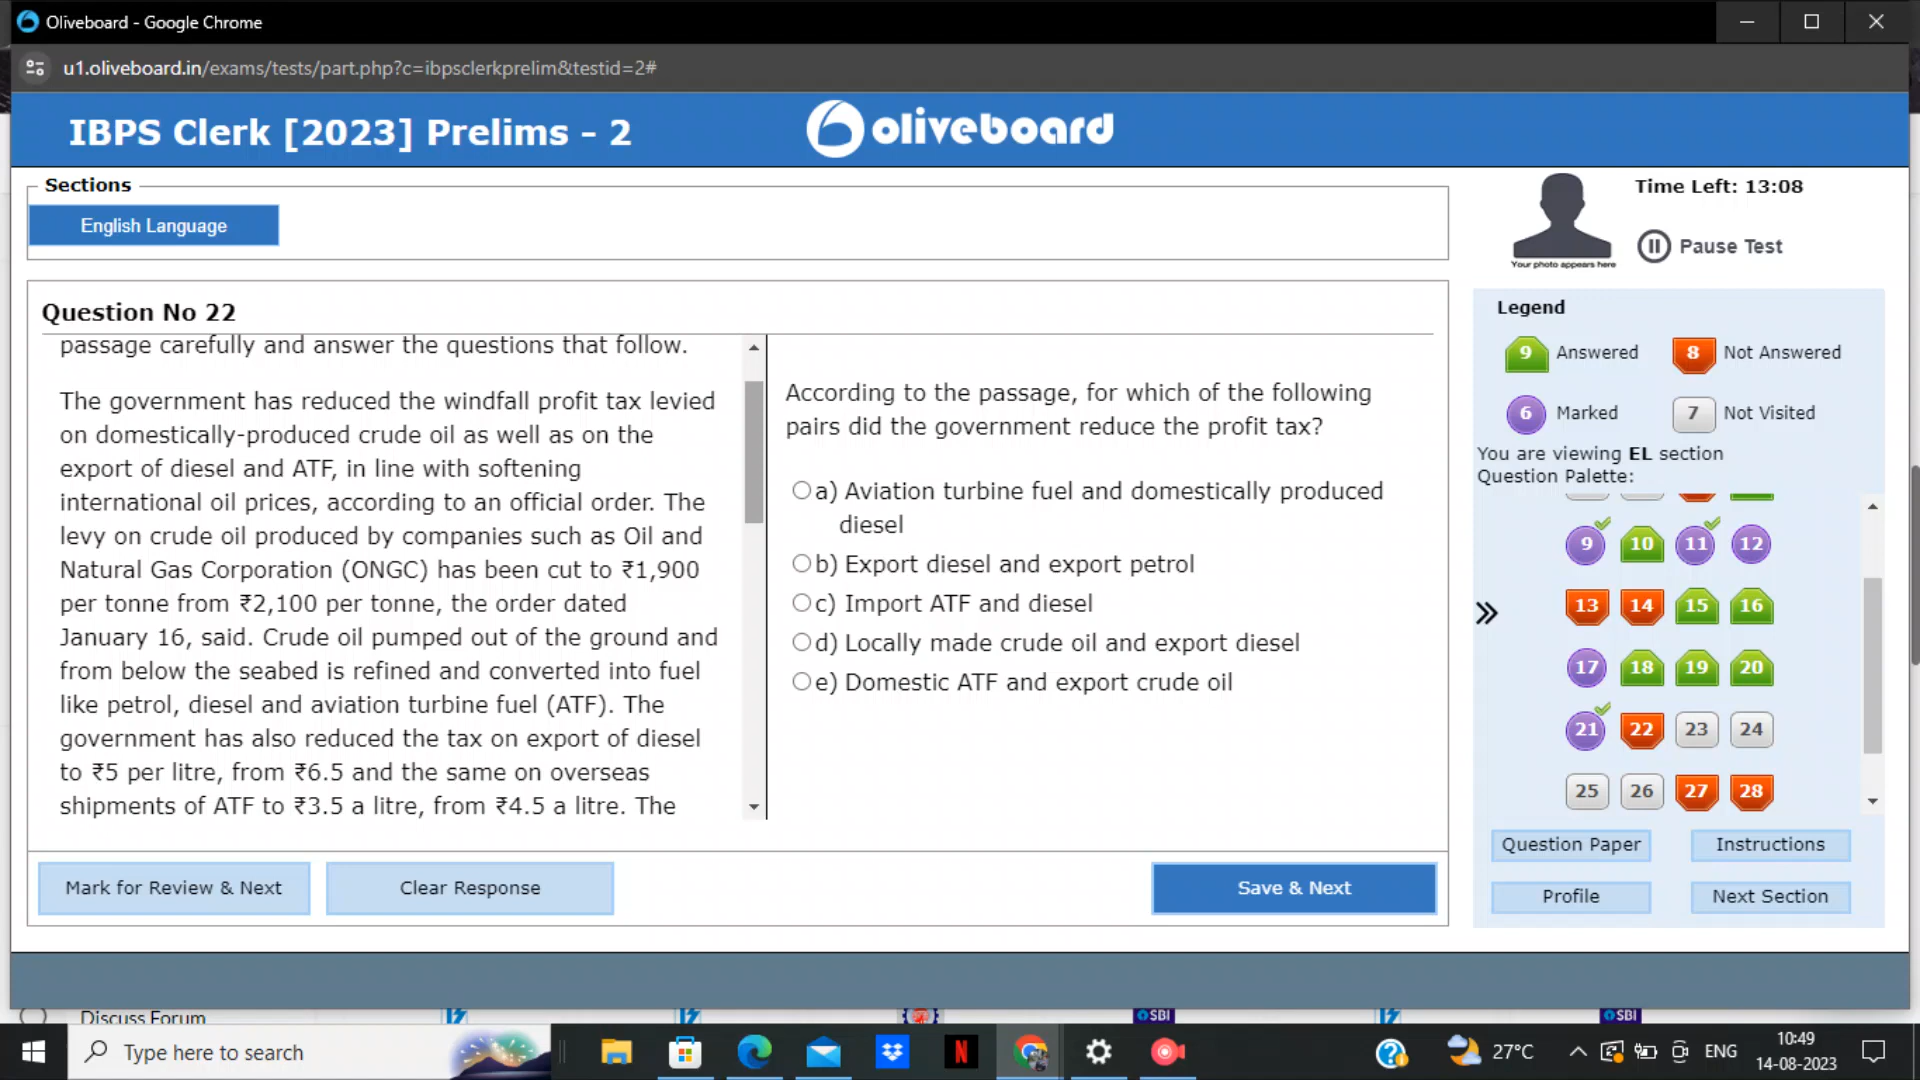 Oliveboard - Google Chrome
u1.oliveboard.in/exams/tests/part.php?c=ibpsclerkprelim&testid=2#
IBPS Clerk [2023] Prelims - 2
oliveboard
Sections
English Language
Your photo appears here
Time Left: 13:08
Pause Test
Question No 22
passage carefully and answer the questions that follow.
The government has reduced the windfall profit tax levied
on domestically-produced crude oil as well as on the
export of diesel and ATF, in line with softening
international oil prices, according to an official order. The
levy on crude oil produced by companies such as Oil and
Natural Gas Corporation (ONGC) has been cut to ₹1,900
per tonne from ₹2,100 per tonne, the order dated
January 16, said. Crude oil pumped out of the ground and
from below the seabed is refined and converted into fuel
like petrol, diesel and aviation turbine fuel (ATF). The
government has also reduced the tax on export of diesel
to ₹5 per litre, from ₹6.5 and the same on overseas
shipments of ATF to ₹3.5 a litre, from ₹4.5 a litre. The
According to the passage, for which of the following
pairs did the government reduce the profit tax?
a) Aviation turbine fuel and domestically produced
diesel
b) Export diesel and export petrol
c) Import ATF and diesel
d) Locally made crude oil and export diesel
e) Domestic ATF and export crude oil
Mark for Review & Next
Clear Response
Save & Next
Legend
9 Answered
8 Not Answered
6 Marked
7 Not Visited
You are viewing EL section
Question Palette:
9 10 11 12
13 14 15 16
17 18 19 20
21 22 23 24
25 26 27 28
Question Paper
Instructions
Profile
Next Section
Discuss Forum
SBI
SBI
Type here to search
27°C
ENG
10:49
14-08-2023